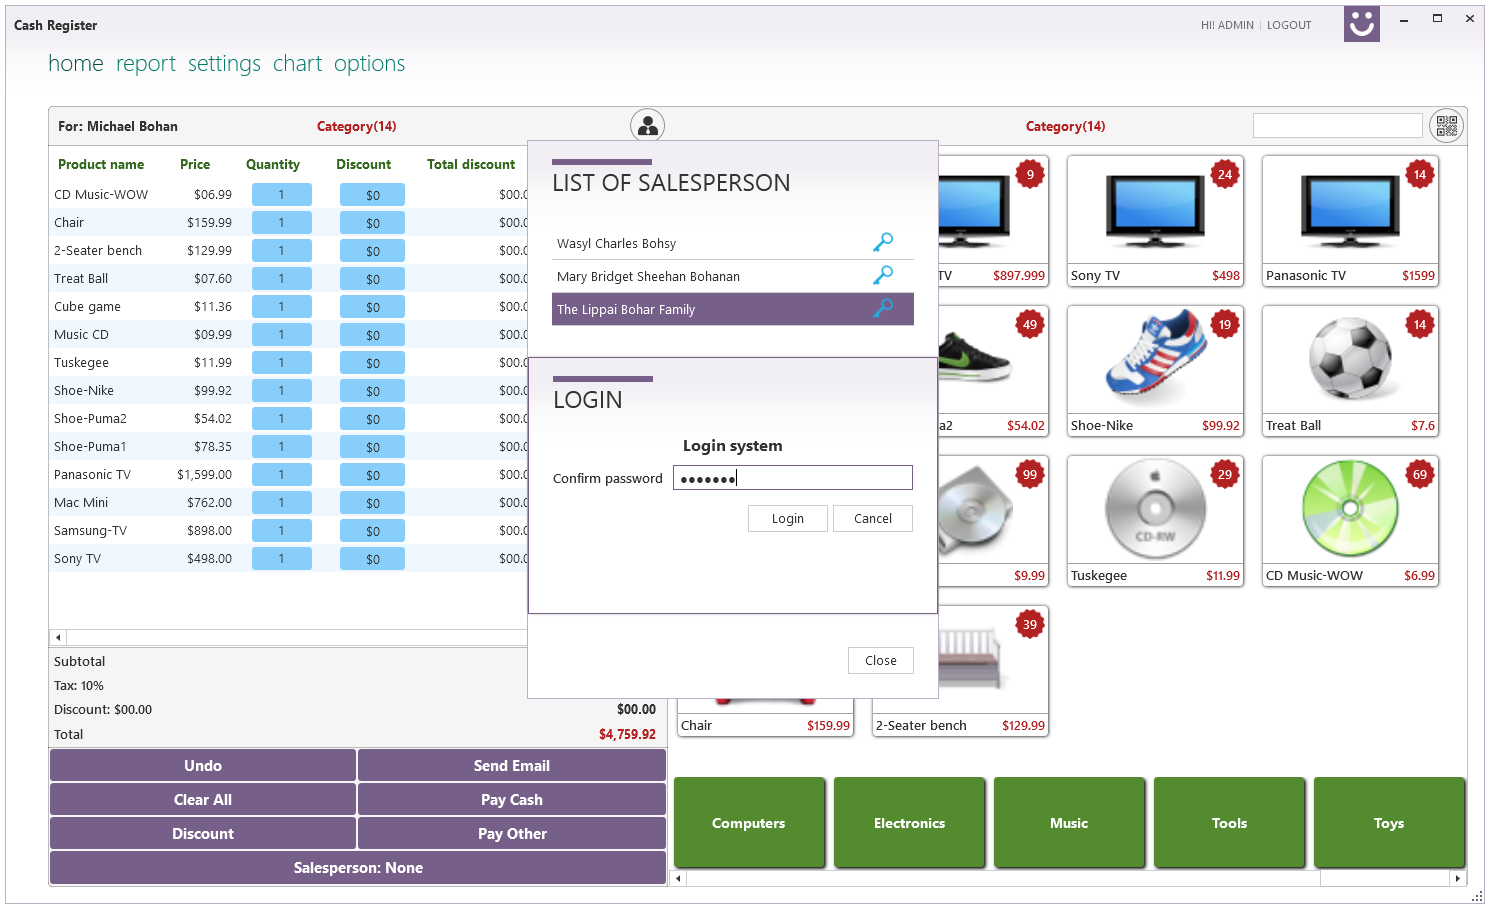 Cash Register
HI! ADMIN | LOGOUT
home report settings chart options
For: Michael Bohan
Category(14)
Category(14)
Product name Price Quantity Discount Total discount
CD Music-WOW $06.99 1 $0 $00.0
Chair $159.99 1 $0 $00.0
2-Seater bench $129.99 1 $0 $00.0
Treat Ball $07.60 1 $0 $00.0
Cube game $11.36 1 $0 $00.0
Music CD $09.99 1 $0 $00.0
Tuskegee $11.99 1 $0 $00.0
Shoe-Nike $99.92 1 $0 $00.0
Shoe-Puma2 $54.02 1 $0 $00.0
Shoe-Puma1 $78.35 1 $0 $00.0
Panasonic TV $1,599.00 1 $0 $00.0
Mac Mini $762.00 1 $0 $00.0
Samsung-TV $898.00 1 $0 $00.0
Sony TV $498.00 1 $0 $00.0
Subtotal
Tax: 10%
Discount: $00.00 $00.00
Total $4,759.92
Undo Send Email
Clear All Pay Cash
Discount Pay Other
Salesperson: None
LIST OF SALESPERSON
Wasyl Charles Bohsy
Mary Bridget Sheehan Bohanan
The Lippai Bohar Family
LOGIN
Login system
Confirm password
Login Cancel
Close
9 24 14
TV $897.999 Sony TV $498 Panasonic TV $1599
49 19 14
a2 $54.02 Shoe-Nike $99.92 Treat Ball $7.6
99 29 69
CD-RW
$9.99 Tuskegee $11.99 CD Music-WOW $6.99
39
Chair $159.99 2-Seater bench $129.99
Computers Electronics Music Tools Toys